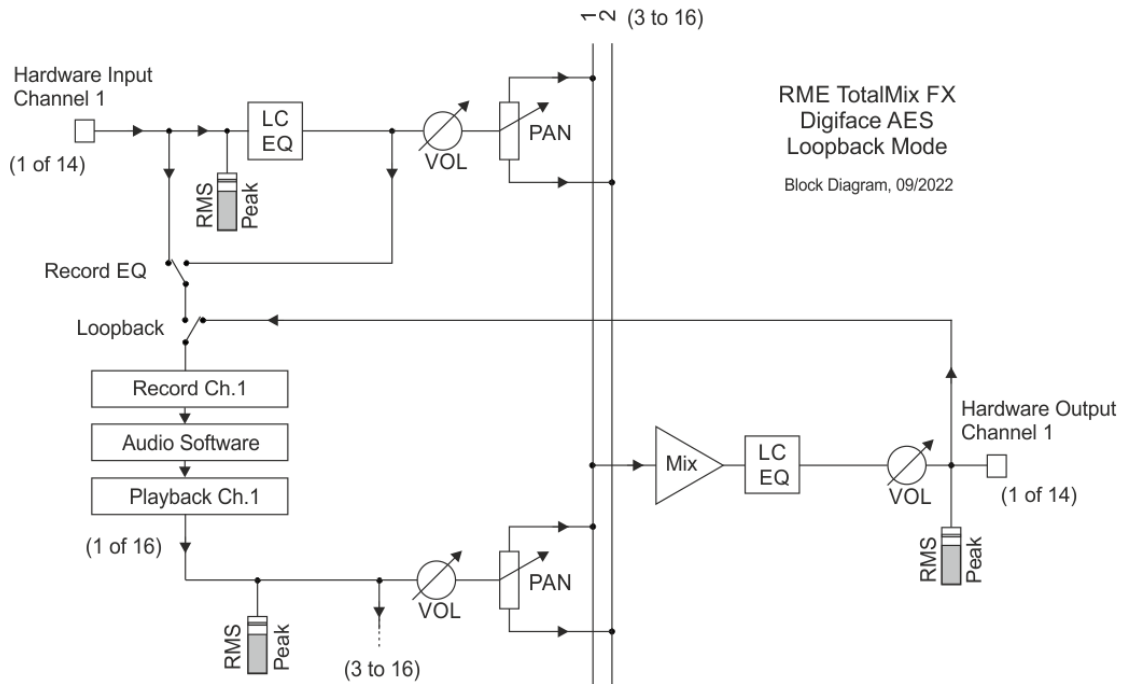 1
2
(3 to 16)
Hardware Input
Channel 1
(1 of 14)
RMS
Peak
LC
EQ
VOL
PAN
RME TotalMix FX
Digiface AES
Loopback Mode
Block Diagram, 09/2022
Record EQ
Loopback
Record Ch.1
Audio Software
Playback Ch.1
(1 of 16)
RMS
Peak
(3 to 16)
VOL
PAN
Mix
LC
EQ
VOL
Hardware Output
Channel 1
(1 of 14)
RMS
Peak